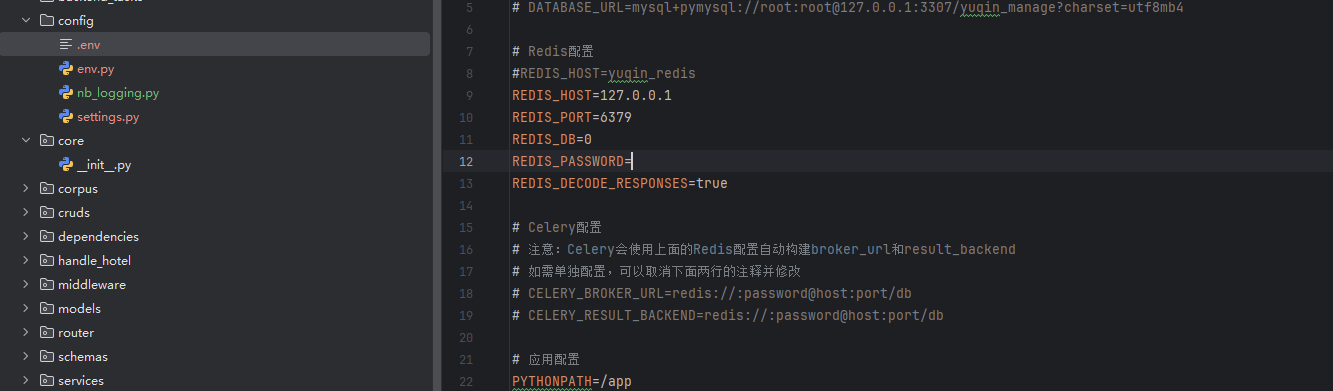 backend_tasks
config
.env
env.py
nb_logging.py
settings.py
core
__init__.py
corpus
cruds
dependencies
handle_hotel
middleware
models
router
schemas
services
5 # DATABASE_URL=mysql+pymysql://root:root@127.0.0.1:3307/yuqin_manage?charset=utf8mb4
6
7 # Redis配置
8 #REDIS_HOST=yuqin_redis
9 REDIS_HOST=127.0.0.1
10 REDIS_PORT=6379
11 REDIS_DB=0
12 REDIS_PASSWORD=
13 REDIS_DECODE_RESPONSES=true
14
15 # Celery配置
16 # 注意：Celery会使用上面的Redis配置自动构建broker_url和result_backend
17 # 如需单独配置，可以取消下面两行的注释并修改
18 # CELERY_BROKER_URL=redis://:password@host:port/db
19 # CELERY_RESULT_BACKEND=redis://:password@host:port/db
20
21 # 应用配置
22 PYTHONPATH=/app